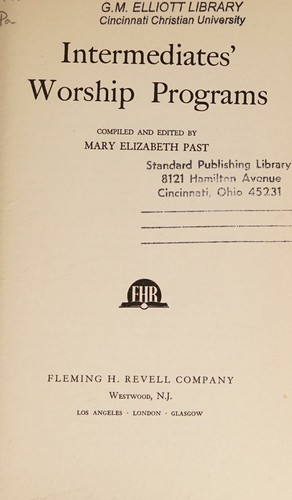 G.M. ELLIOTT LIBRARY
Cincinnati Christian University
Pa
Intermediates'
Worship Programs
COMPILED AND EDITED BY
MARY ELIZABETH PAST
Standard Publishing Library
8121 Hamilton Avenue
Cincinnati, Ohio 45231
FHR
FLEMING H. REVELL COMPANY
WESTWOOD, N.J.
LOS ANGELES · LONDON · GLASGOW